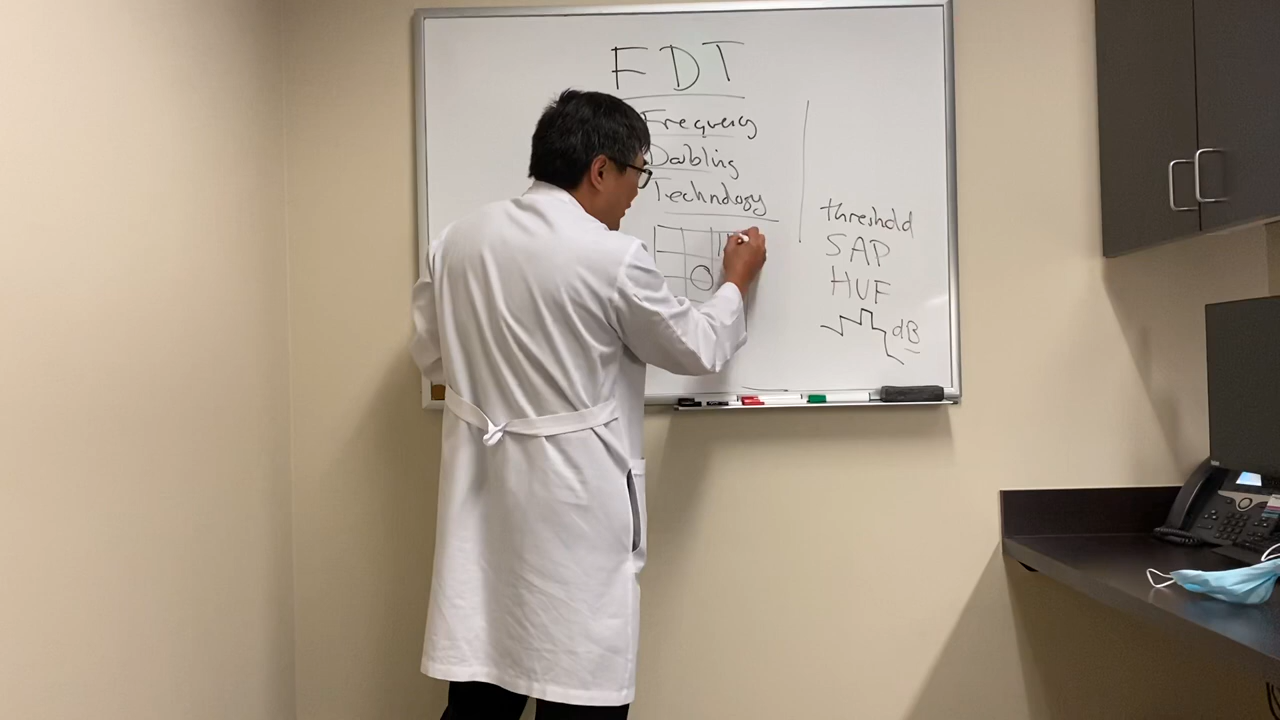 FDT
Frequency
Doubling
Technology
threshold
SAP
HVF
dB